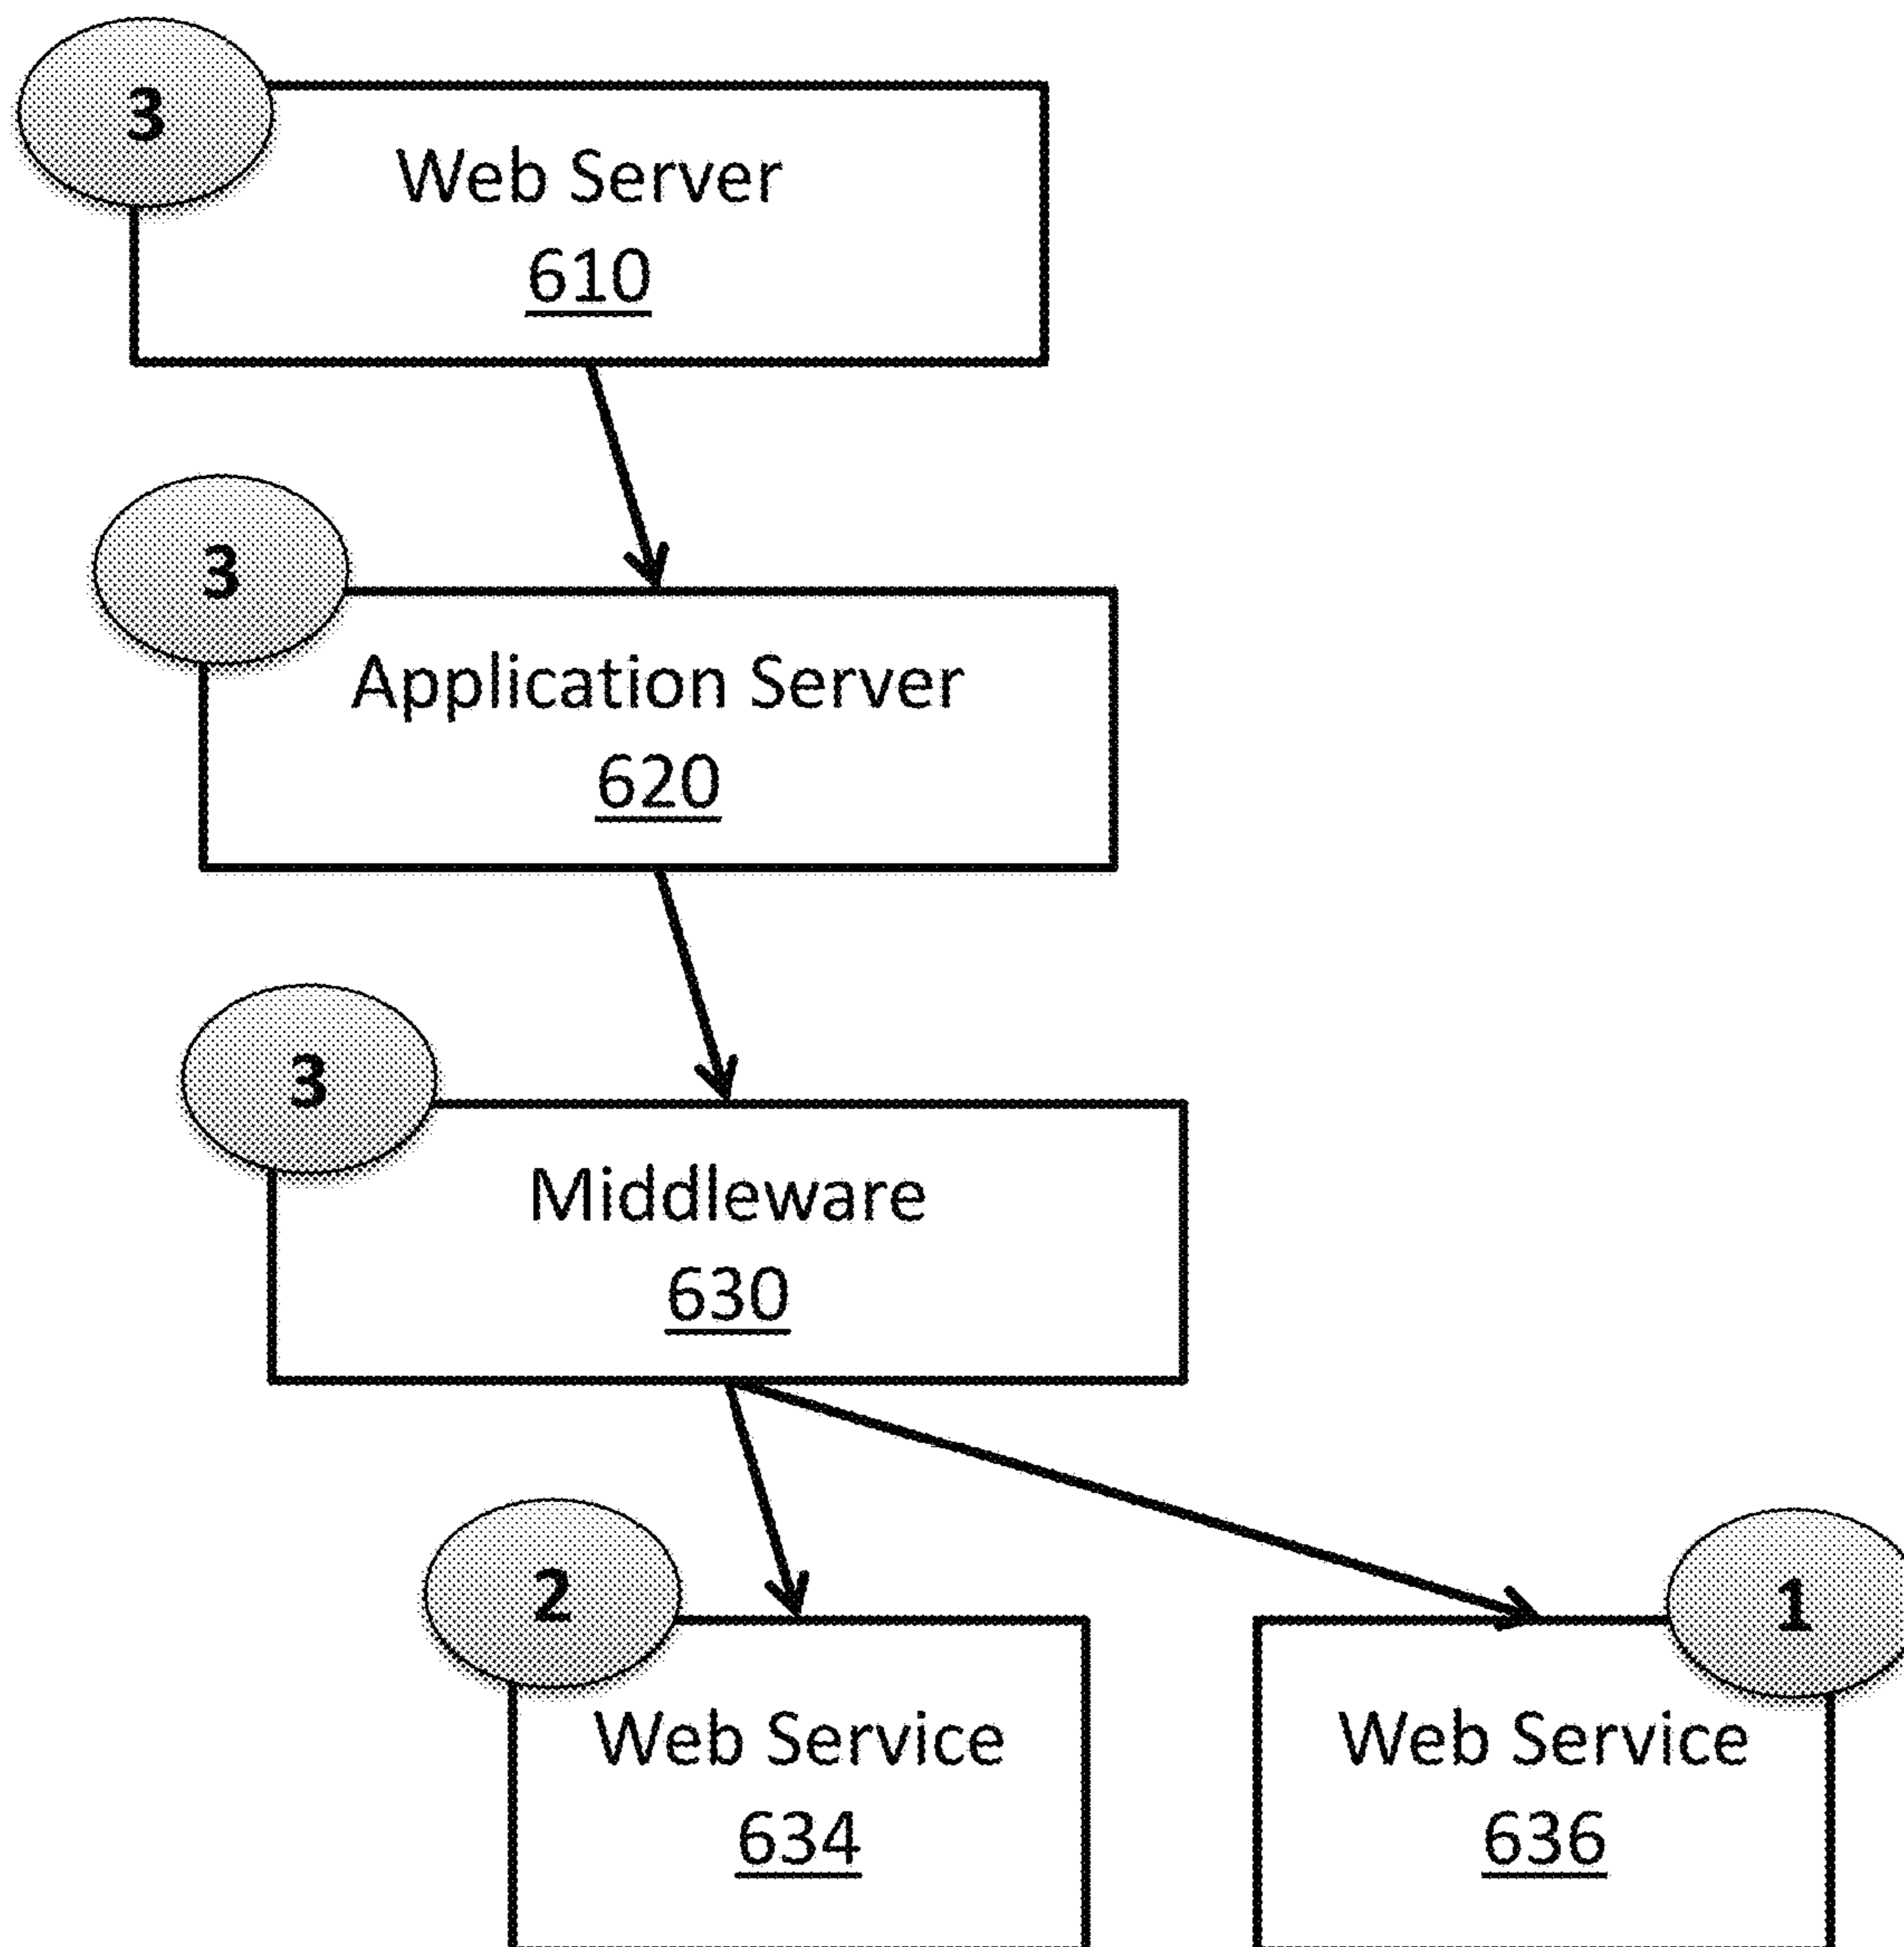 3
Web Server
610
3
Application Server
620
3
Middleware
630
2
Web Service
634
1
Web Service
636